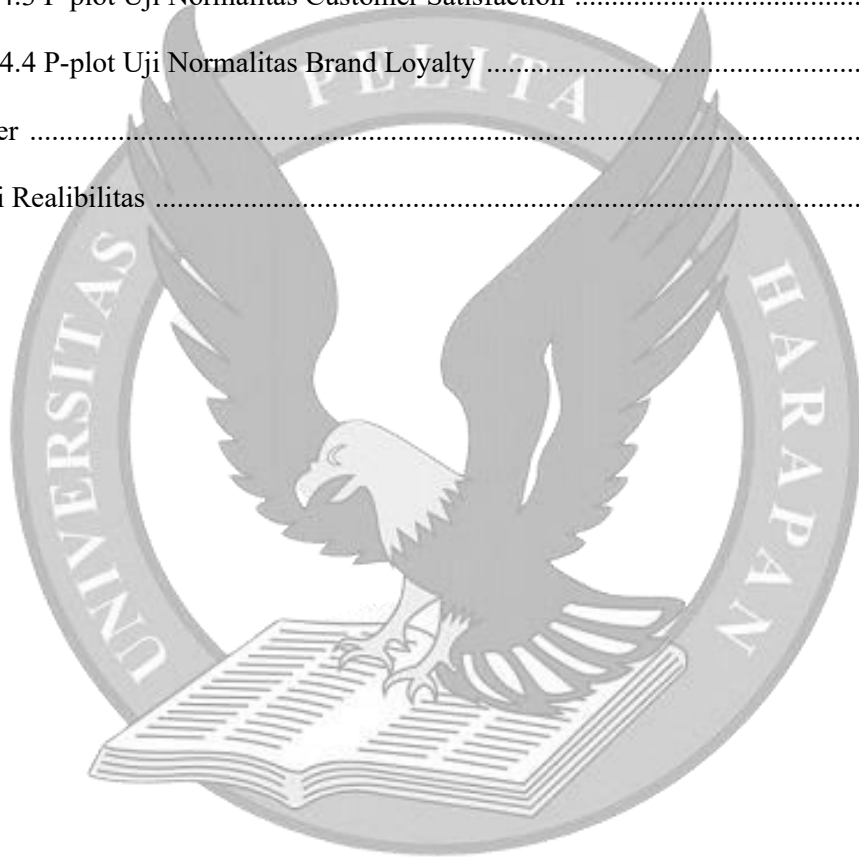 4.3 P-plot Uji Normalitas Customer Satisfaction ................................................
4.4 P-plot Uji Normalitas Brand Loyalty ................................................
er ................................................
i Realibilitas ................................................
UNIVERSITAS PELITA HARAPAN